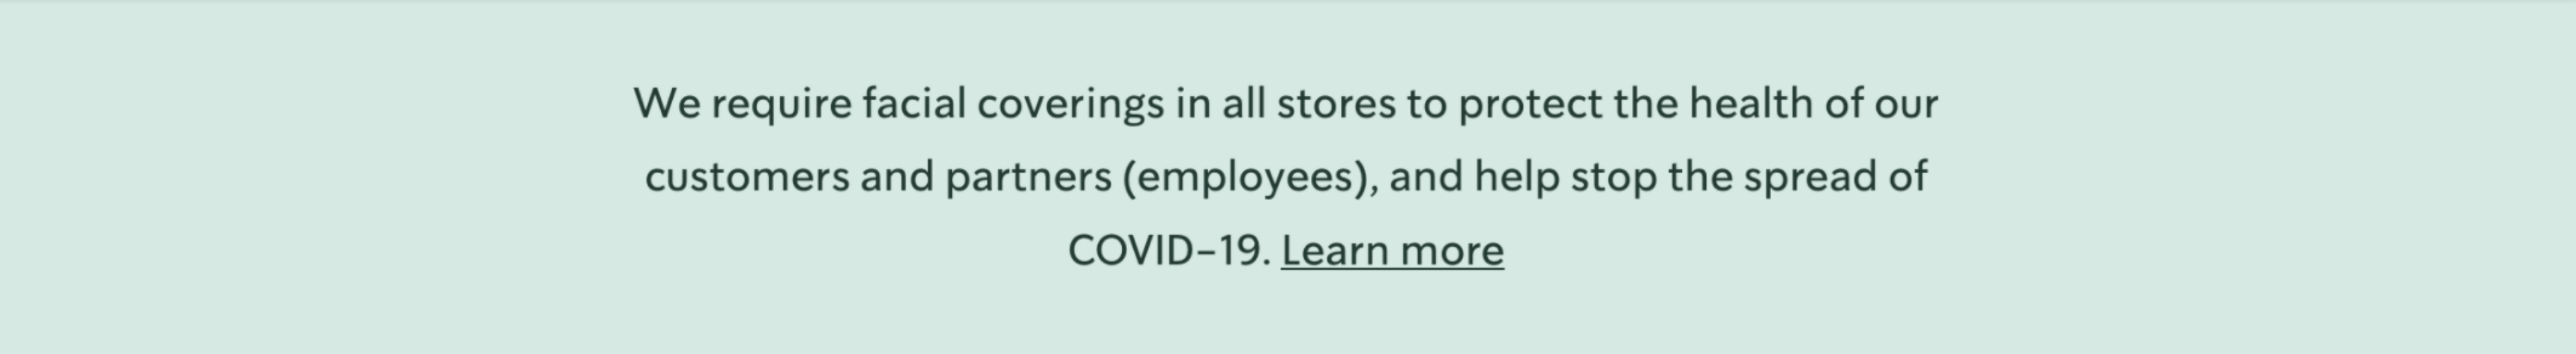 We require facial coverings in all stores to protect the health of our
customers and partners (employees), and help stop the spread of
COVID–19. Learn more